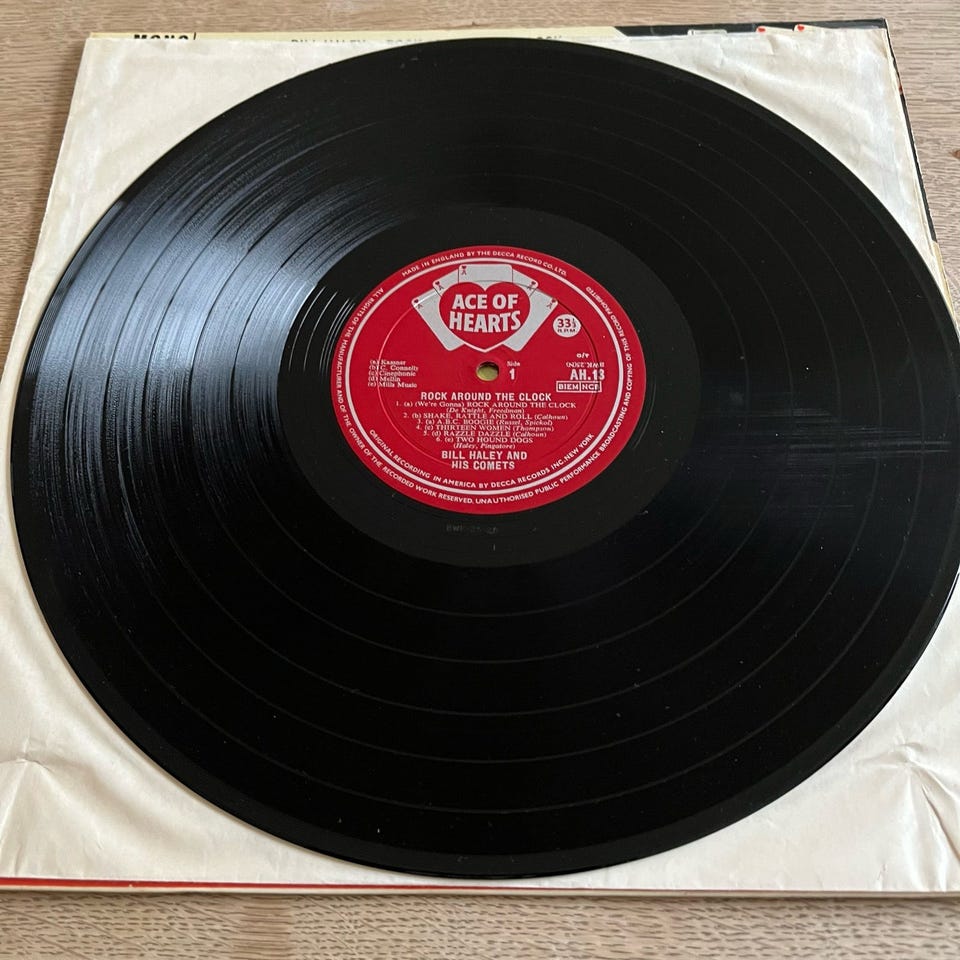 MONO
BILL HALEY
MADE IN ENGLAND BY THE DECCA RECORD CO. LTD.
ALL RIGHTS OF THE MANUFACTURER AND OF THE OWNER OF THE RECORDED WORK RESERVED. UNAUTHORISED PUBLIC PERFORMANCE BROADCASTING AND COPYING OF THIS RECORD PROHIBITED
A
A
A
A
ACE OF
HEARTS
33⅓
R.P.M.
(a) Kassner
(b) C. Connolly
(c) Cinephonic
(d) Mellin
(e) Mills Music
Side
1
AH.13
BIEM NCB
ROCK AROUND THE CLOCK
1. (a) (We're Gonna) ROCK AROUND THE CLOCK
(De Knight, Freedman)
2. (b) SHAKE, RATTLE AND ROLL (Calhoun)
3. (a) A.B.C. BOOGIE (Russel, Spickol)
4. (c) THIRTEEN WOMEN (Thompson)
5. (d) RAZZLE DAZZLE (Calhoun)
6. (e) TWO HOUND DOGS
(Haley, Pingatore)
BILL HALEY AND
HIS COMETS
ORIGINAL RECORDING IN AMERICA BY DECCA RECORDS INC. NEW YORK